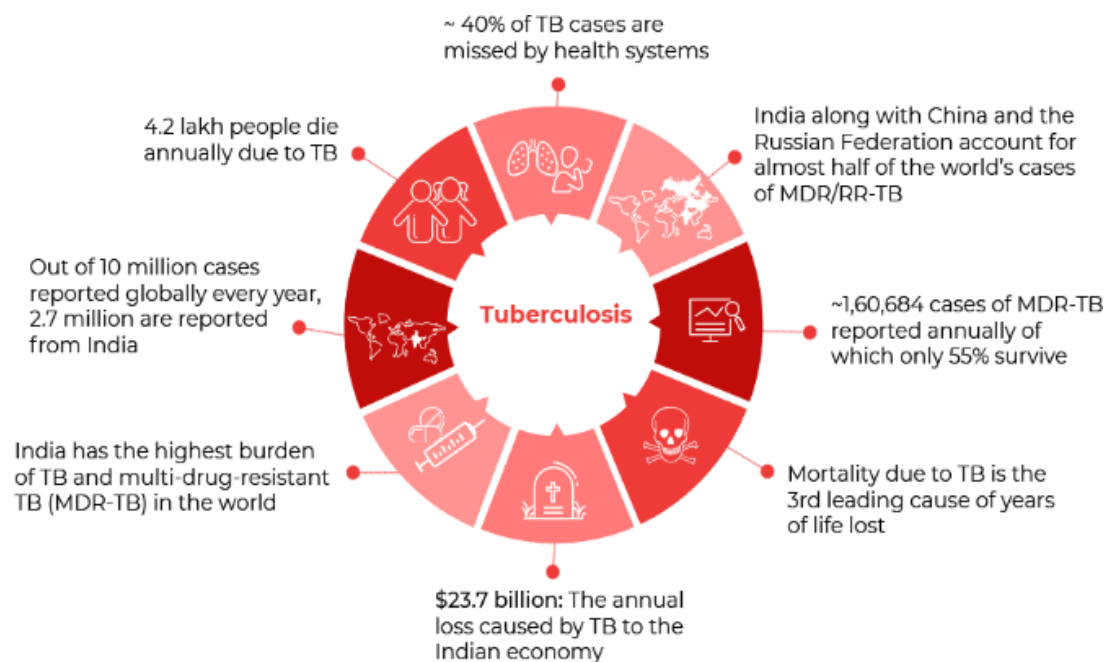 ~ 40% of TB cases are
missed by health systems
India along with China and the
Russian Federation account for
almost half of the world's cases
of MDR/RR-TB
~1,60,684 cases of MDR-TB
reported annually of
which only 55% survive
Mortality due to TB is the
3rd leading cause of years
of life lost
$23.7 billion: The annual
loss caused by TB to the
Indian economy
India has the highest burden
of TB and multi-drug-resistant
TB (MDR-TB) in the world
Out of 10 million cases
reported globally every year,
2.7 million are reported
from India
4.2 lakh people die
annually due to TB
Tuberculosis